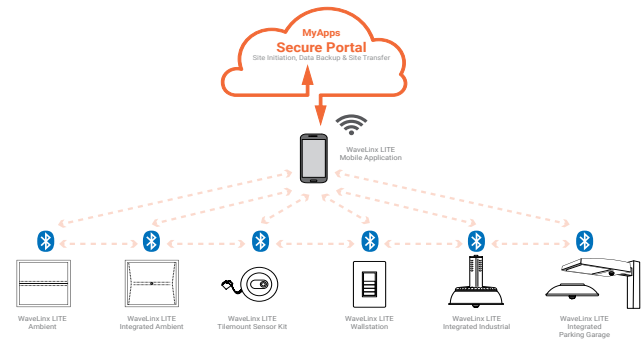 MyApps
Secure Portal
Site Initiation, Data Backup & Site Transfer
WaveLinx LITE
Mobile Application
WaveLinx LITE
Ambient
WaveLinx LITE
Integrated Ambient
WaveLinx LITE
Tilemount Sensor Kit
WaveLinx LITE
Wallstation
WaveLinx LITE
Integrated Industrial
WaveLinx LITE
Integrated
Parking Garage